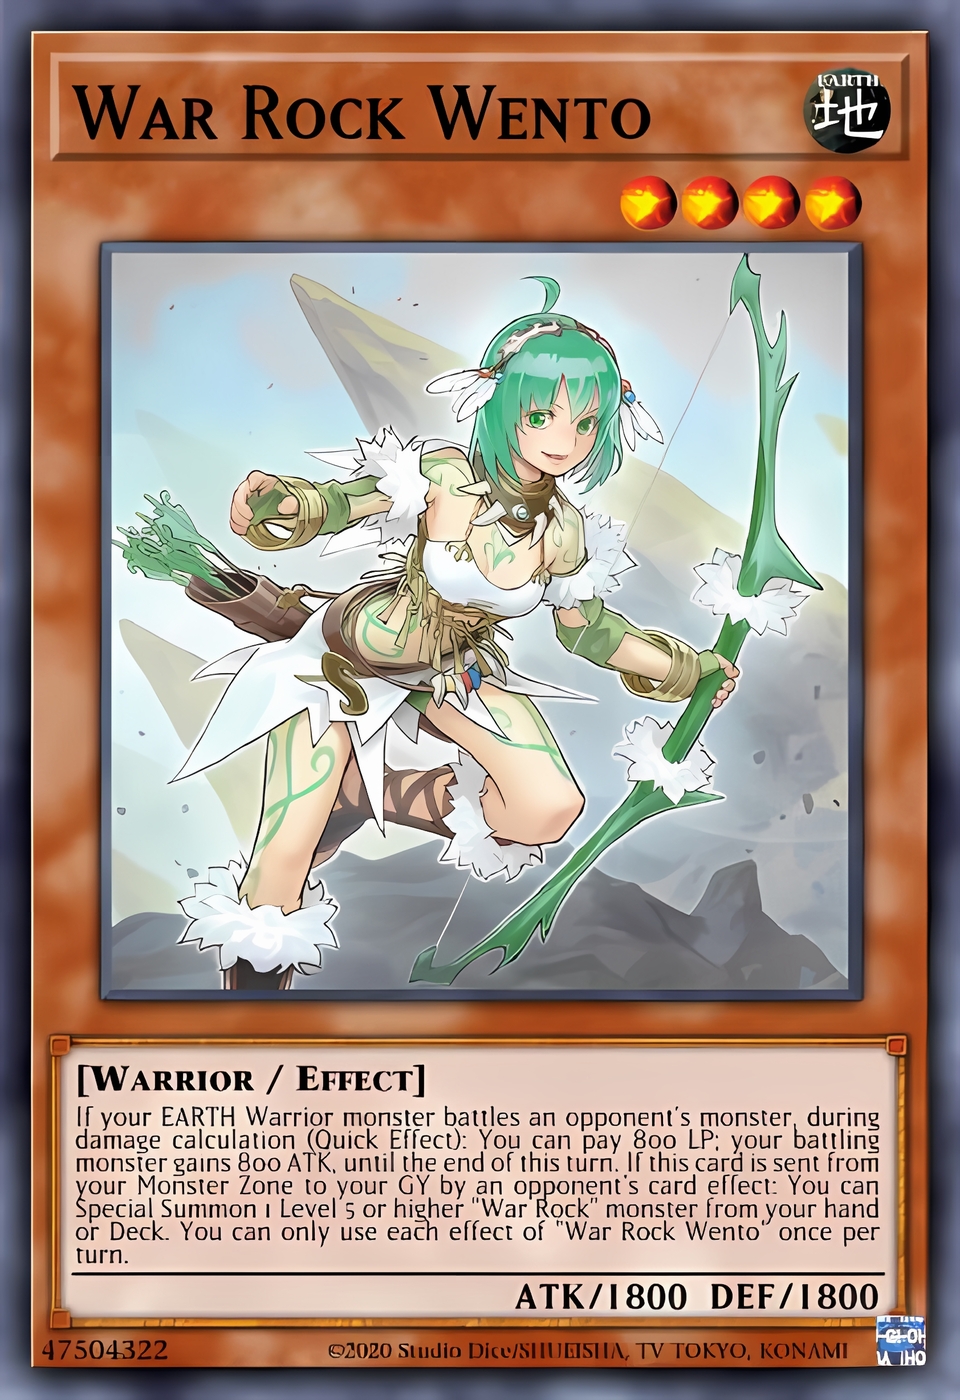 War Rock Wento
EARTH
地
[Warrior / Effect]
If your EARTH Warrior monster battles an opponent's monster, during
damage calculation (Quick Effect): You can pay 800 LP; your battling
monster gains 800 ATK, until the end of this turn. If this card is sent from
your Monster Zone to your GY by an opponent's card effect: You can
Special Summon 1 Level 5 or higher "War Rock" monster from your hand
or Deck. You can only use each effect of "War Rock Wento" once per
turn.
ATK/1800 DEF/1800
47504322
©2020 Studio Dice/SHUEISHA, TV TOKYO, KONAMI